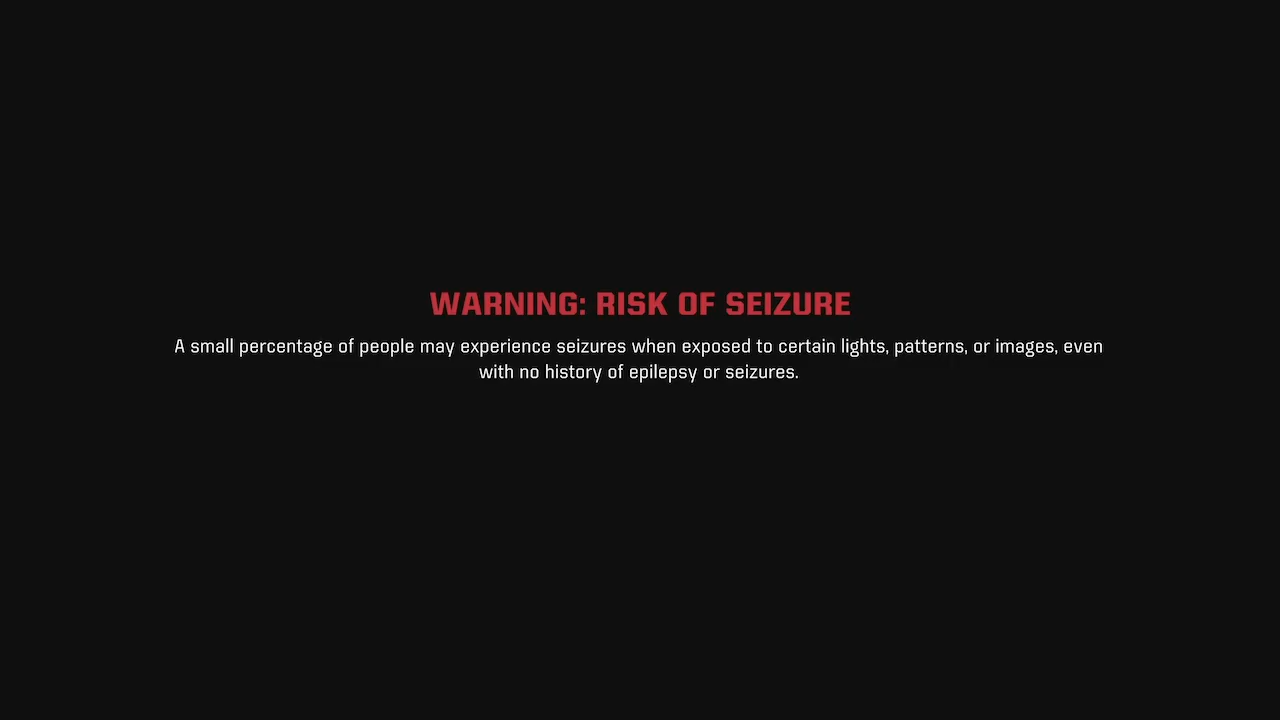 WARNING: RISK OF SEIZURE
A small percentage of people may experience seizures when exposed to certain lights, patterns, or images, even
with no history of epilepsy or seizures.